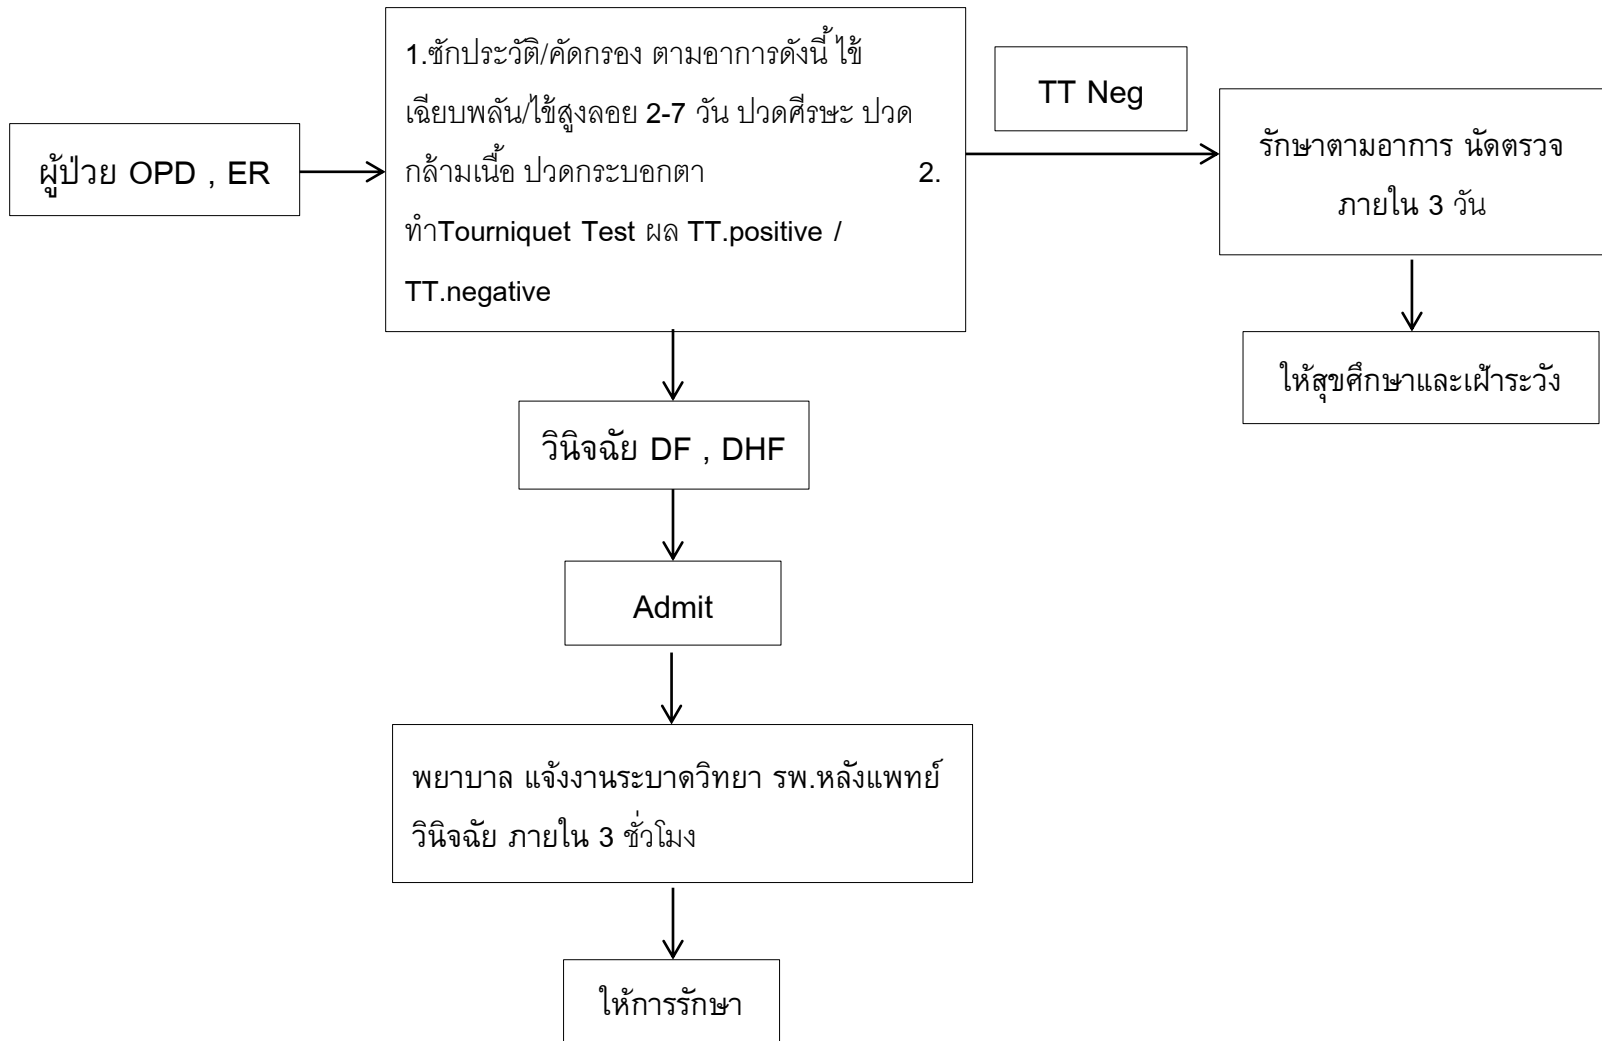 ผู้ป่วย OPD , ER
1.ซักประวัติ/คัดกรอง ตามอาการดังนี้ ไข้
เฉียบพลัน/ไข้สูงลอย 2-7 วัน ปวดศีรษะ ปวด
กล้ามเนื้อ ปวดกระบอกตา 2.
ทำTourniquet Test ผล TT.positive /
TT.negative
TT Neg
รักษาตามอาการ นัดตรวจ
ภายใน 3 วัน
ให้สุขศึกษาและเฝ้าระวัง
วินิจฉัย DF , DHF
Admit
พยาบาล แจ้งงานระบาดวิทยา รพ.หลังแพทย์
วินิจฉัย ภายใน 3 ชั่วโมง
ให้การรักษา